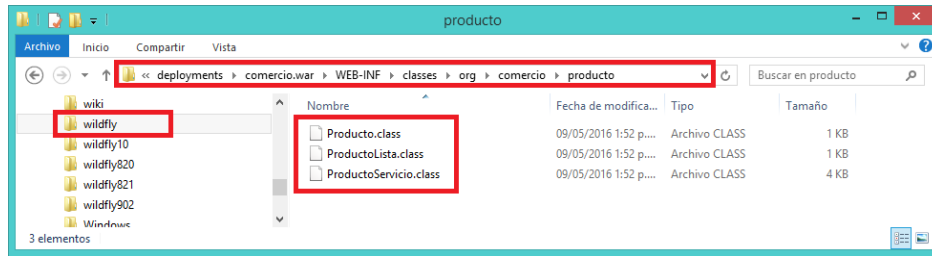 producto
Archivo Inicio Compartir Vista
« deployments ▸ comercio.war ▸ WEB-INF ▸ classes ▸ org ▸ comercio ▸ producto Buscar en producto
wiki
wildfly
wildfly10
wildfly820
wildfly821
wildfly902
Windows
Nombre Fecha de modifica... Tipo Tamaño
Producto.class 09/05/2016 1:52 p.... Archivo CLASS 1 KB
ProductoLista.class 09/05/2016 1:52 p.... Archivo CLASS 1 KB
ProductoServicio.class 09/05/2016 1:52 p.... Archivo CLASS 4 KB
3 elementos